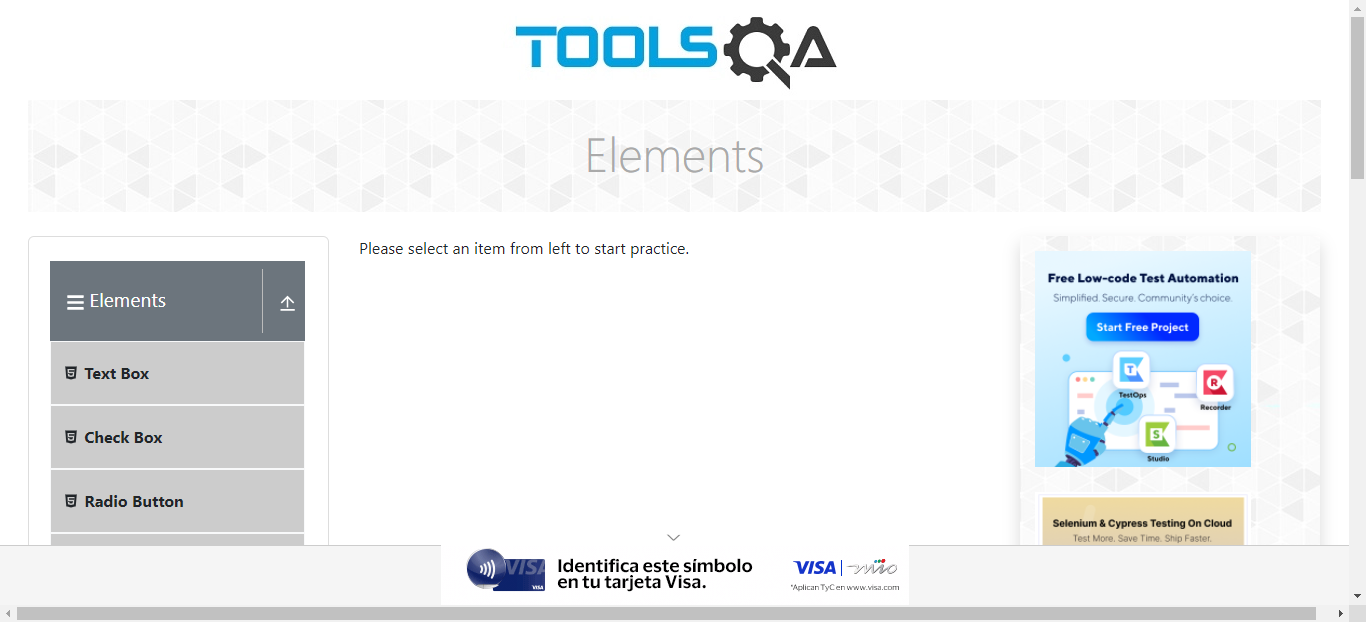 TOOLSQA
Elements
Elements
Text Box
Check Box
Radio Button
Please select an item from left to start practice.
Free Low-code Test Automation
Simplified. Secure. Community's choice.
Start Free Project
T
TestOps
R
Recorder
S
Studio
Selenium & Cypress Testing On Cloud
Test More. Save Time. Ship Faster.
VISA
VISA
Identifica este símbolo
en tu tarjeta Visa.
VISA | mio
*Aplican TyC en www.visa.com